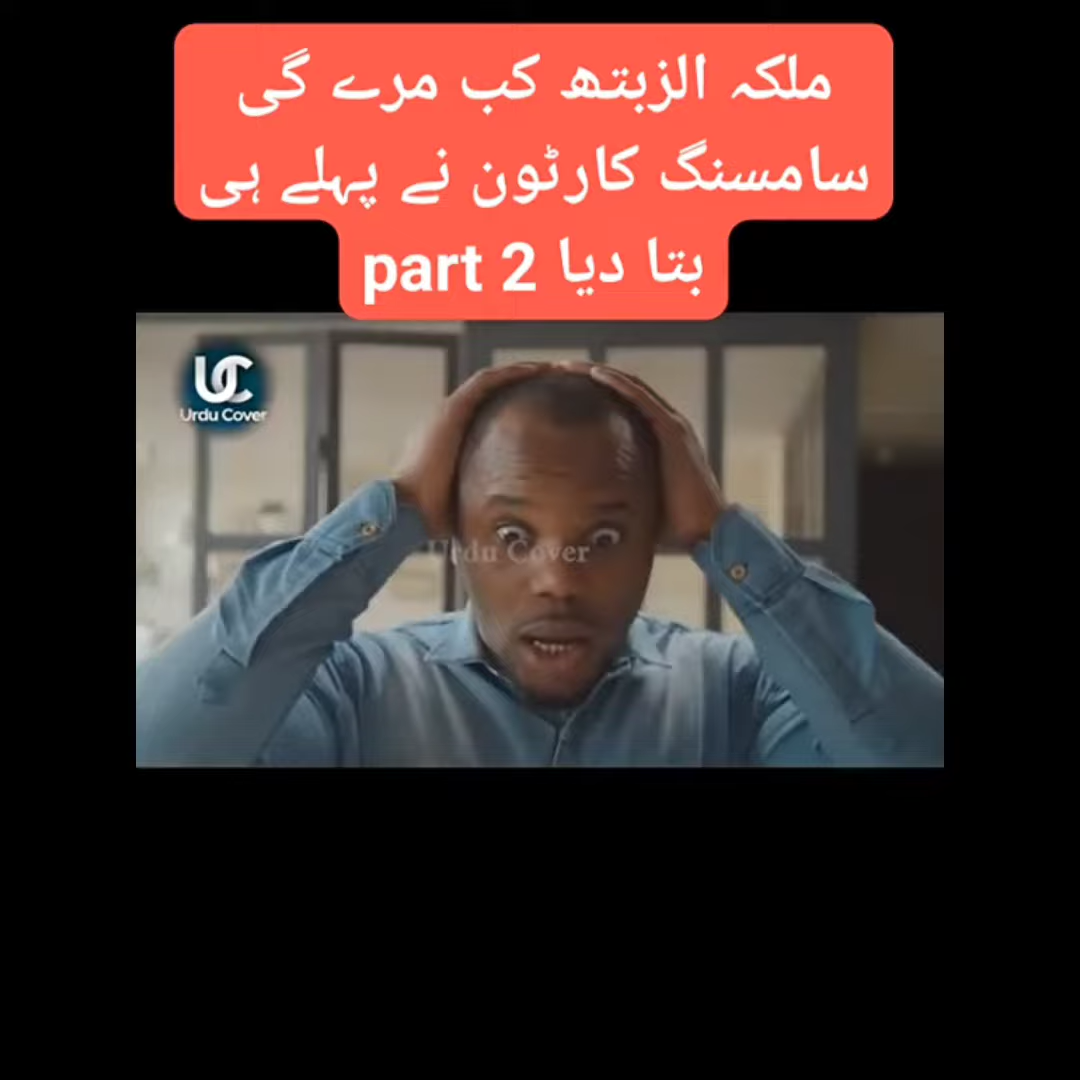 ملکہ الزبتھ کب مرے گی
سامسنگ کارٹون نے پہلے ہی
بتا دیا part 2
UC
Urdu Cover
Urdu Cover